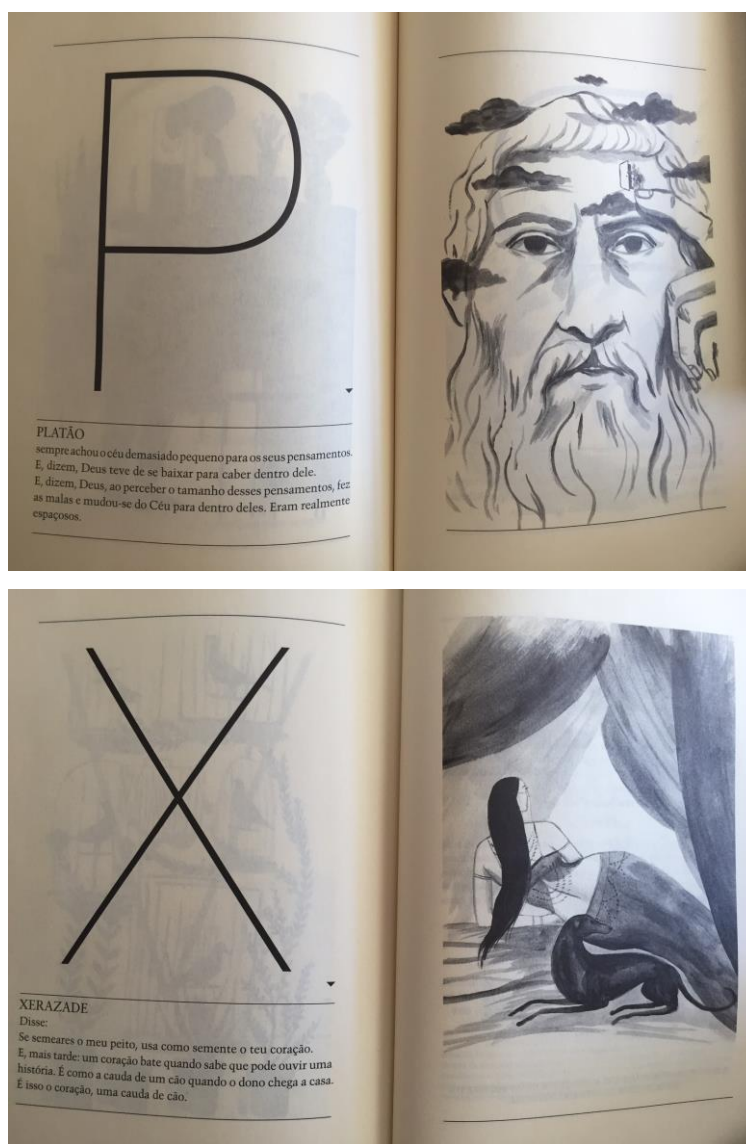 P
PLATÃO
sempre achou o céu demasiado pequeno para os seus pensamentos.
E, dizem, Deus teve de se baixar para caber dentro dele.
E, dizem, Deus, ao perceber o tamanho desses pensamentos, fez
as malas e mudou-se do Céu para dentro deles. Eram realmente
espaçosos.
X
XERAZADE
Disse:
Se semeares o meu peito, usa como semente o teu coração.
E, mais tarde: um coração bate quando sabe que pode ouvir uma
história. É como a cauda de um cão quando o dono chega a casa.
É isso o coração, uma cauda de cão.